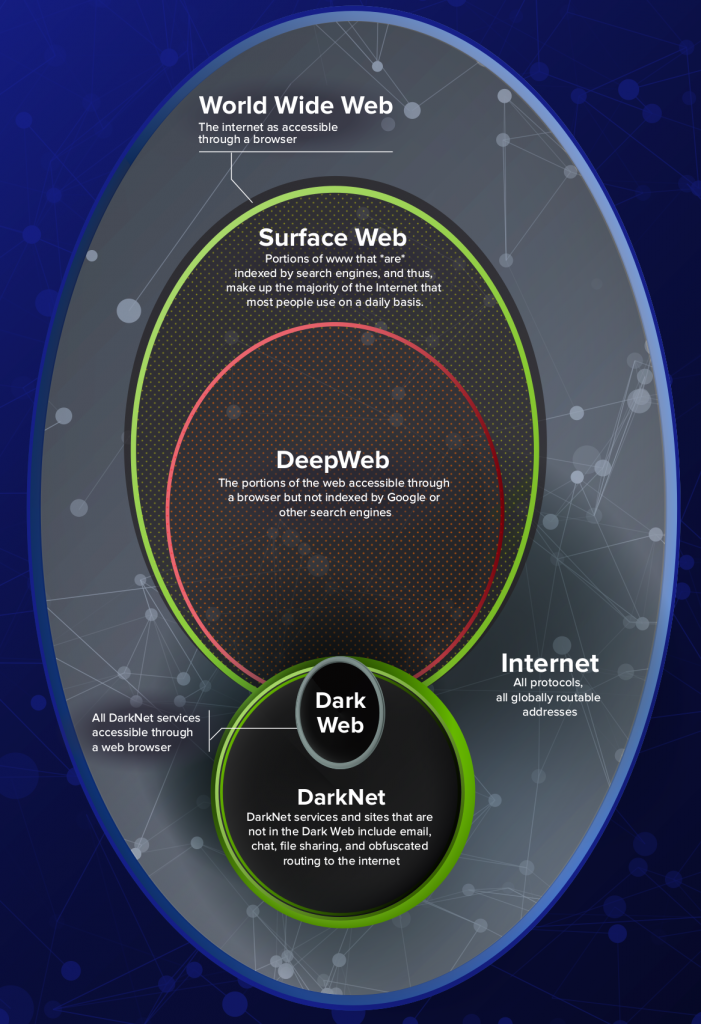 World Wide Web
The internet as accessible
through a browser
Surface Web
Portions of www that *are*
indexed by search engines, and thus,
make up the majority of the Internet that
most people use on a daily basis.
DeepWeb
The portions of the web accessible through
a browser but not indexed by Google or
other search engines
Internet
All protocols,
all globally routable
addresses
Dark
Web
All DarkNet services
accessible through
a web browser
DarkNet
DarkNet services and sites that are
not in the Dark Web include email,
chat, file sharing, and obfuscated
routing to the internet